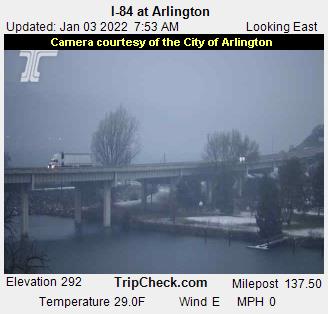 I-84 at Arlington
Updated: Jan 03 2022 7:53 AM Looking East
Camera courtesy of the City of Arlington
Elevation 292 TripCheck.com Milepost 137.50
Temperature 29.0F Wind E MPH 0